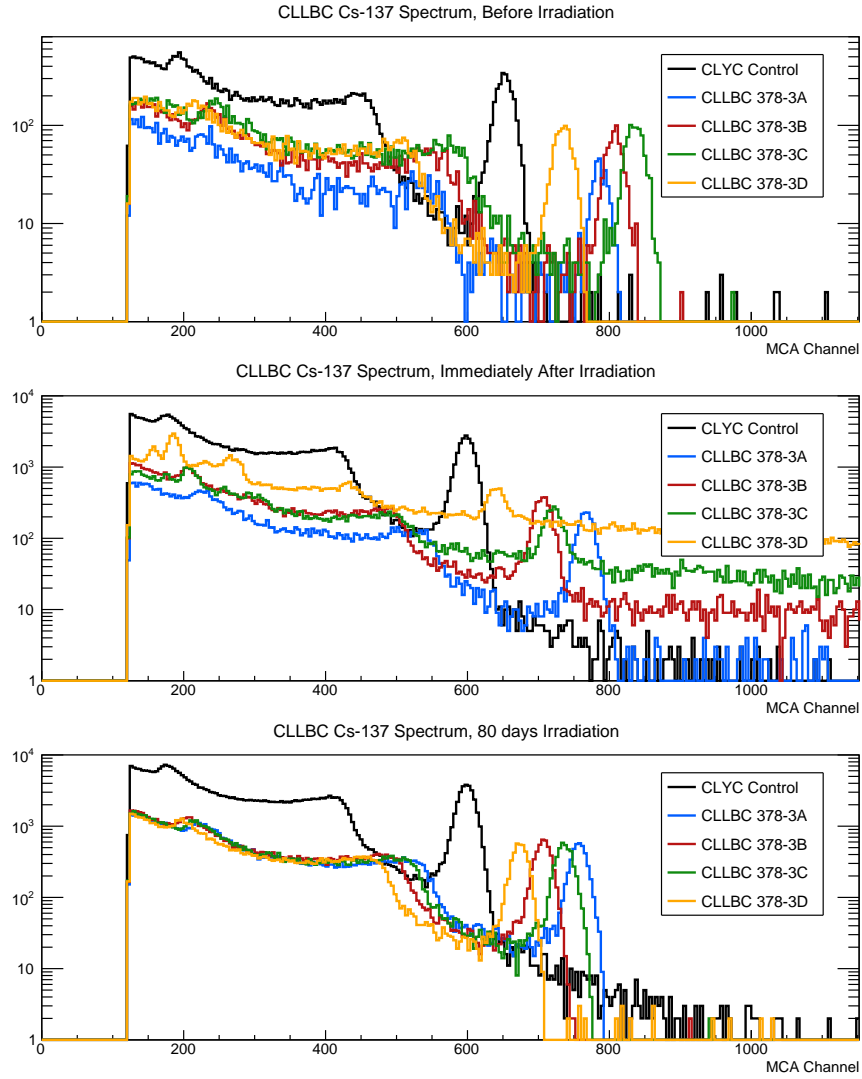 CLLBC Cs-137 Spectrum, Before Irradiation
CLYC Control
CLLBC 378-3A
CLLBC 378-3B
CLLBC 378-3C
CLLBC 378-3D
10²
10
1
0 200 400 600 800 1000
MCA Channel
CLLBC Cs-137 Spectrum, Immediately After Irradiation
CLYC Control
CLLBC 378-3A
CLLBC 378-3B
CLLBC 378-3C
CLLBC 378-3D
10⁴
10³
10²
10
1
0 200 400 600 800 1000
MCA Channel
CLLBC Cs-137 Spectrum, 80 days Irradiation
CLYC Control
CLLBC 378-3A
CLLBC 378-3B
CLLBC 378-3C
CLLBC 378-3D
10⁴
10³
10²
10
1
0 200 400 600 800 1000
MCA Channel